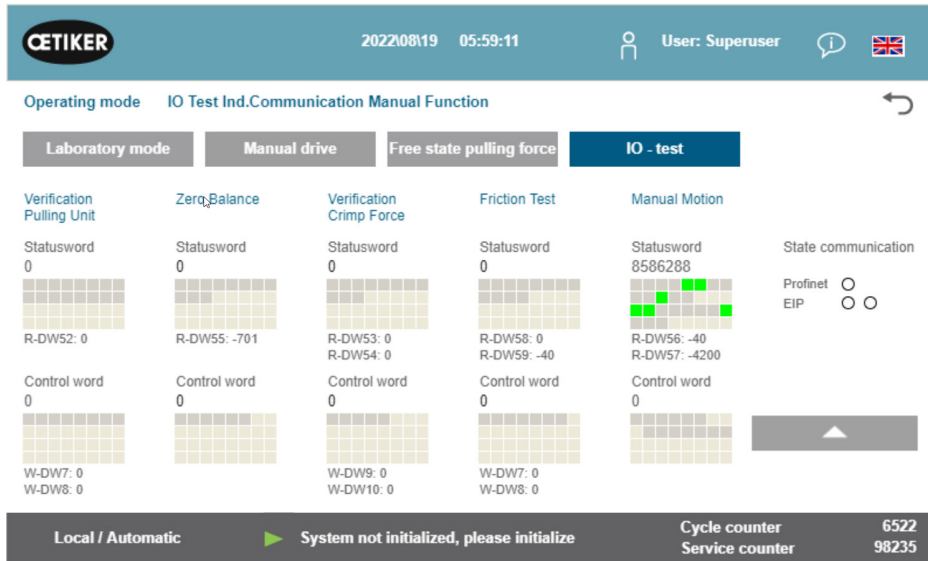 ŒTIKER
2022\08\19 05:59:11
User: Superuser
Operating mode IO Test Ind.Communication Manual Function
Laboratory mode
Manual drive
Free state pulling force
IO - test
Verification
Pulling Unit
Zero Balance
Verification
Crimp Force
Friction Test
Manual Motion
Statusword
0
Statusword
0
Statusword
0
Statusword
0
Statusword
8586288
State communication
Profinet
EIP
R-DW52: 0
R-DW55: -701
R-DW53: 0
R-DW54: 0
R-DW58: 0
R-DW59: -40
R-DW56: -40
R-DW57: -4200
Control word
0
Control word
0
Control word
0
Control word
0
Control word
0
W-DW7: 0
W-DW8: 0
W-DW9: 0
W-DW10: 0
W-DW7: 0
W-DW8: 0
Local / Automatic
System not initialized, please initialize
Cycle counter 6522
Service counter 98235